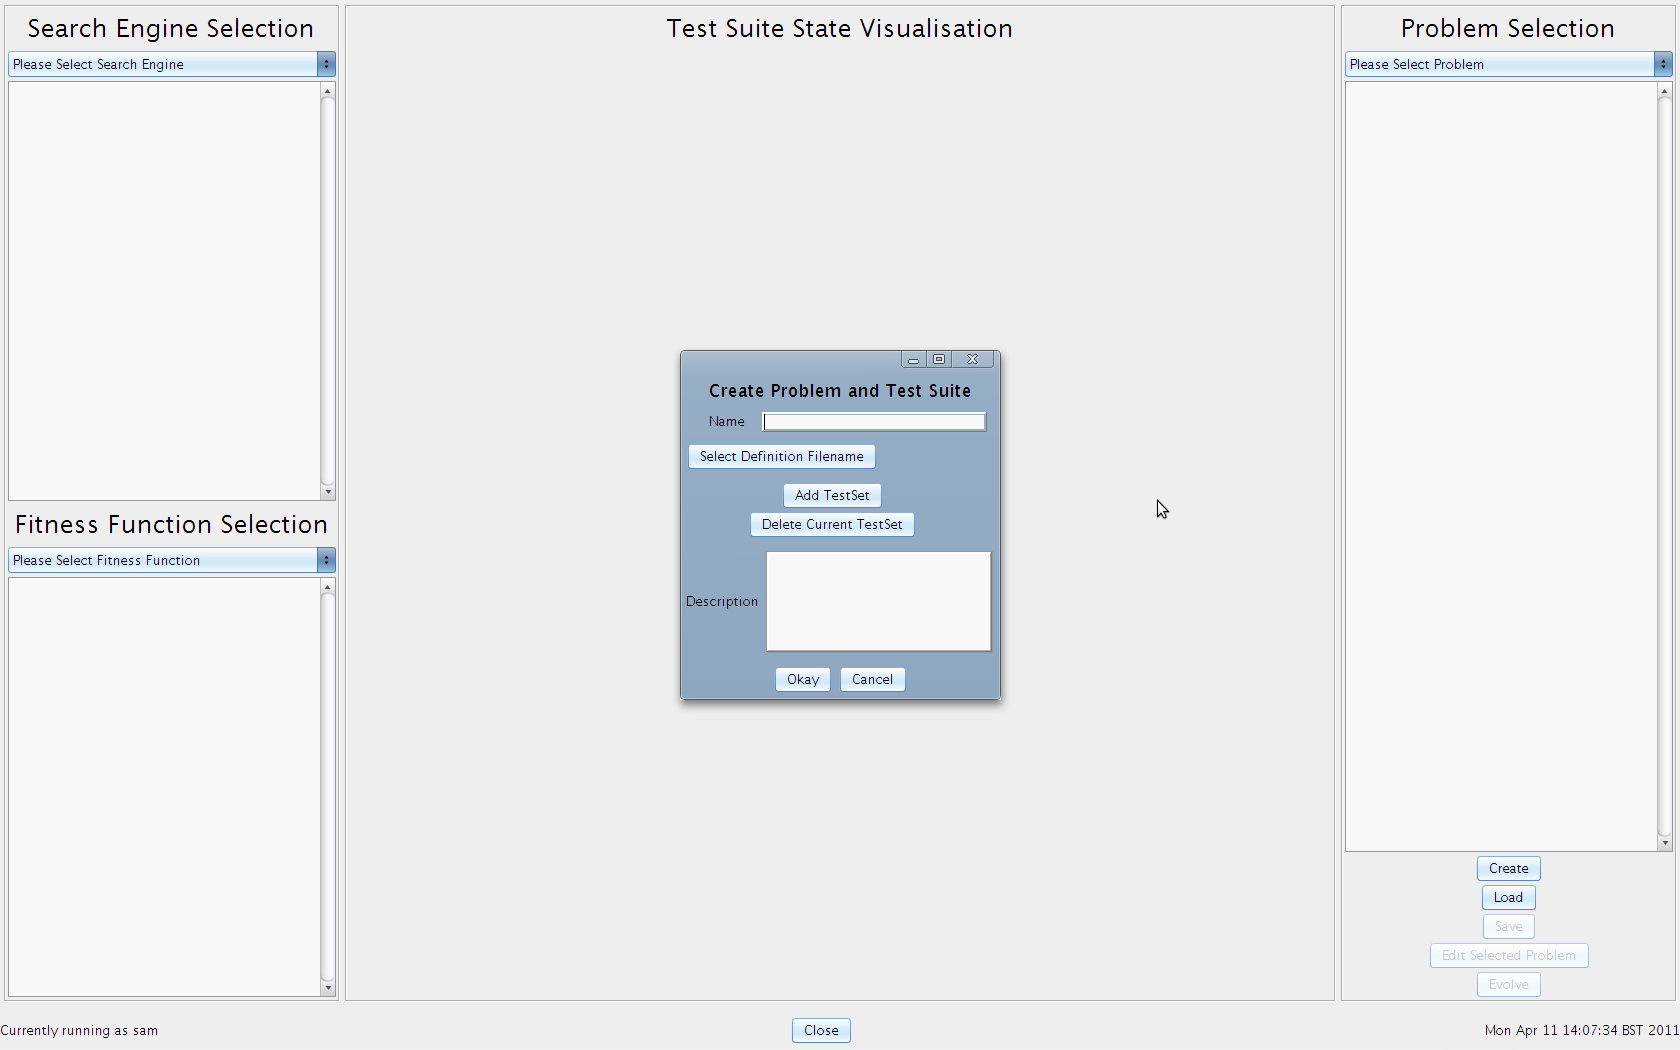 Search Engine Selection
Please Select Search Engine
Fitness Function Selection
Please Select Fitness Function
Test Suite State Visualisation
Create Problem and Test Suite
Name
Select Definition Filename
Add TestSet
Delete Current TestSet
Description
Okay Cancel
Problem Selection
Please Select Problem
Create
Load
Save
Edit Selected Problem
Evolve
Currently running as sam
Close
Mon Apr 11 14:07:34 BST 2011